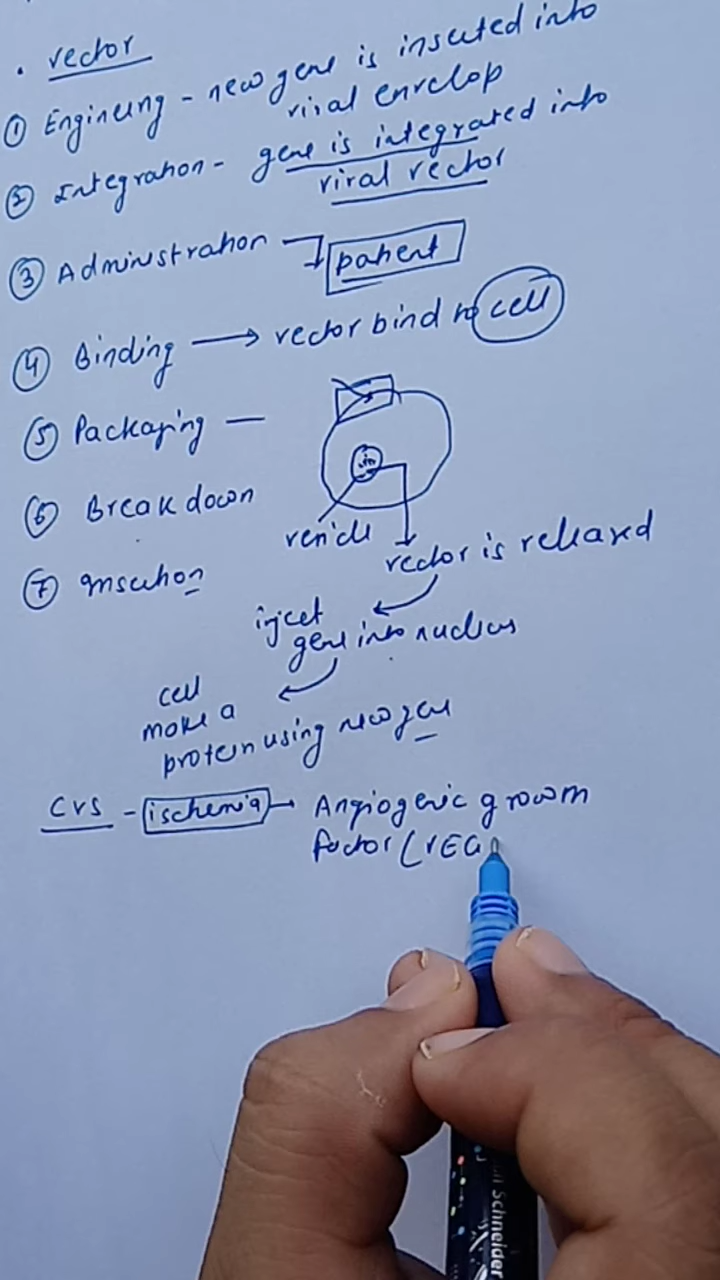 . vector
① Engineering - new gene is inserted into
viral envelop
② Integration - gene is integrated into
viral vector
③ Administration patient
④ Binding → vector bind to cell
⑤ Packaging —
⑥ Break down
vericle
vector is released
⑦ Insertion
inject
gene into nucleus
cell
make a
protein using new gene
CVS - ischemia → Angiogenic growth
factor (VEG
Schneider